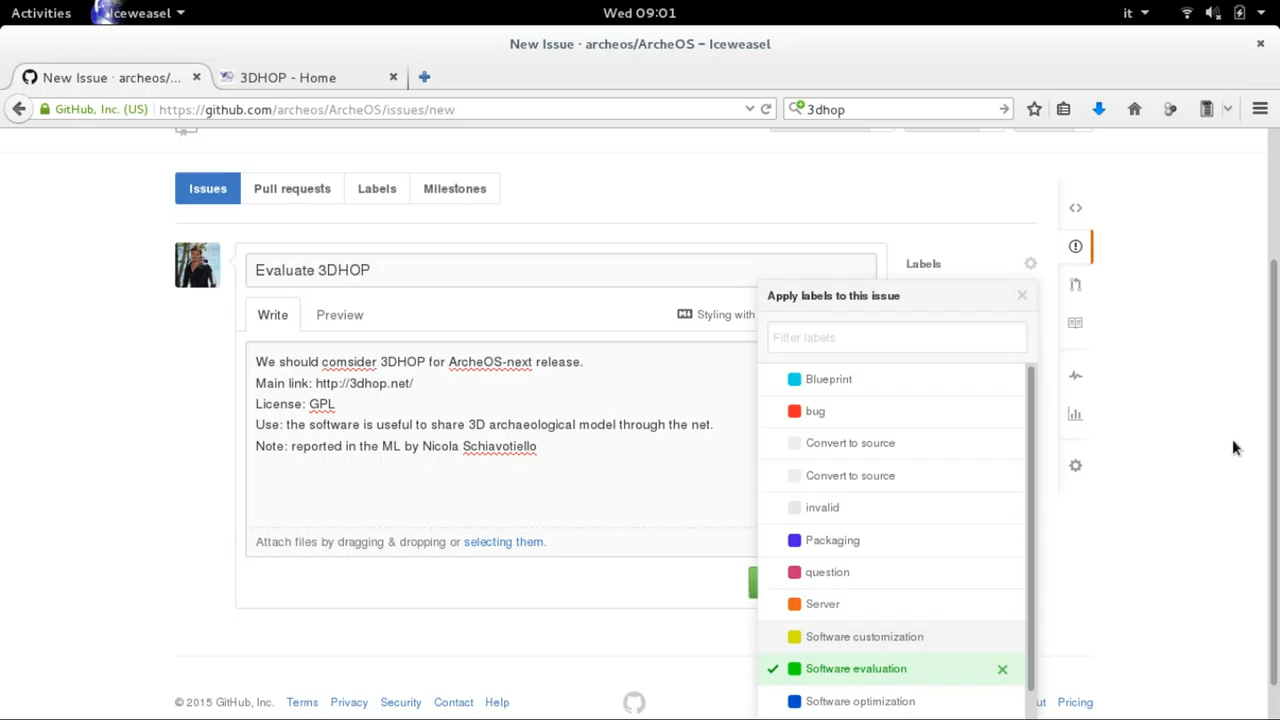 Activities Iceweasel Wed 09:01 it
New Issue · archeos/ArcheOS – Iceweasel
New Issue · archeos/... 3DHOP - Home
GitHub, Inc. (US) https://github.com/archeos/ArcheOS/issues/new 3dhop
Issues Pull requests Labels Milestones
Evaluate 3DHOP
Labels
Write Preview Styling with
We should comsider 3DHOP for ArcheOS-next release.
Main link: http://3dhop.net/
License: GPL
Use: the software is useful to share 3D archaeological model through the net.
Note: reported in the ML by Nicola Schiavotiello
Attach files by dragging & dropping or selecting them.
Apply labels to this issue
Filter labels
Blueprint
bug
Convert to source
Convert to source
invalid
Packaging
question
Server
Software customization
Software evaluation
Software optimization
© 2015 GitHub, Inc. Terms Privacy Security Contact Help
Pricing